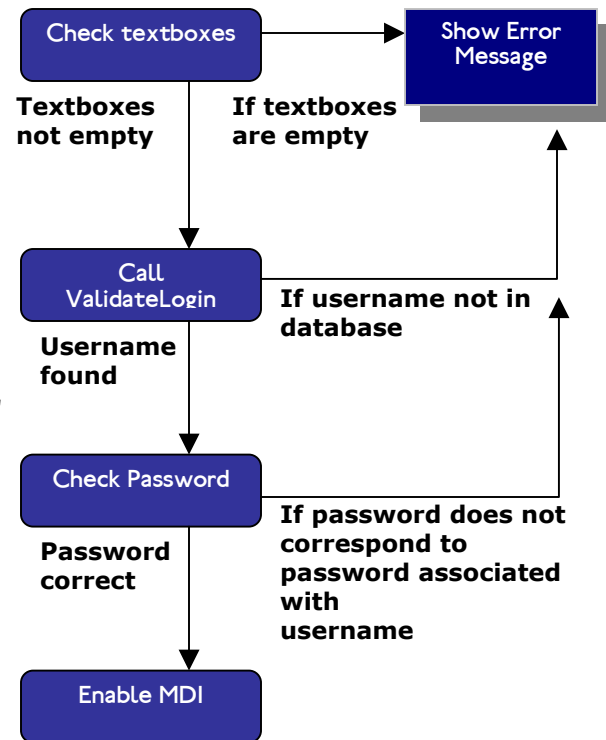 Check textboxes
Show Error
Message
Textboxes
not empty
If textboxes
are empty
Call
ValidateLogin
If username not in
database
Username
found
Check Password
If password does not
correspond to
password associated
with
username
Password
correct
Enable MDI